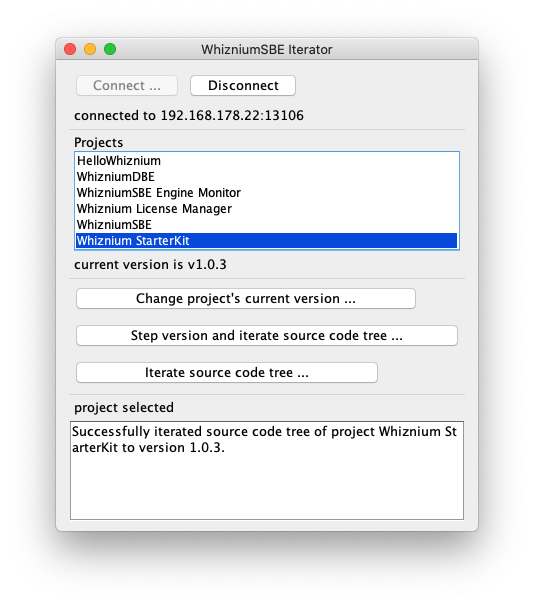 WhizniumSBE Iterator
Connect ...
Disconnect
connected to 192.168.178.22:13106
Projects
HelloWhiznium
WhizniumDBE
WhizniumSBE Engine Monitor
Whiznium License Manager
WhizniumSBE
Whiznium StarterKit
current version is v1.0.3
Change project's current version ...
Step version and iterate source code tree ...
Iterate source code tree ...
project selected
Successfully iterated source code tree of project Whiznium St
arterKit to version 1.0.3.